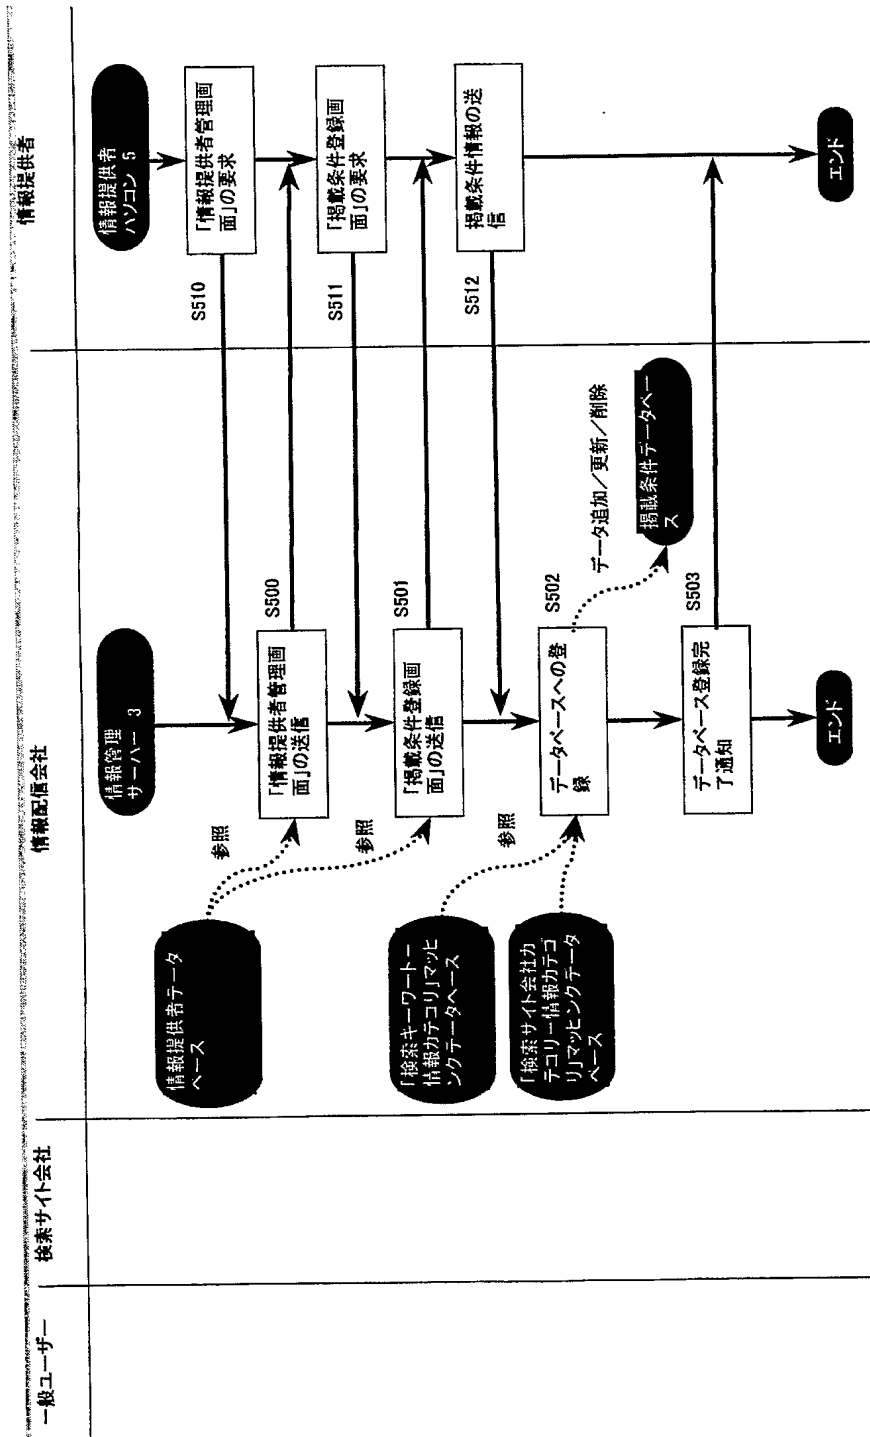 一般ユーザー
検索サイト会社
情報配信会社
情報提供者
情報管理
サーバー 3
情報提供者
パソコン 5
「情報提供者管理画
面」の要求
S510
「情報提供者管理画
面」の送信
S500
「掲載条件登録画
面」の要求
S511
「掲載条件登録画
面」の送信
S501
掲載条件情報の送
信
S512
データベースへの登
録
S502
データ追加/更新/削除
掲載条件データベー
ス
データベース登録完
了通知
S503
エンド
エンド
情報提供者データ
ベース
参照
参照
「検索キーワードー
情報カテゴリ」マッピ
ングデータベース
参照
「検索サイト会社カ
テゴリー情報カテゴ
リ」マッピングデータ
ベース